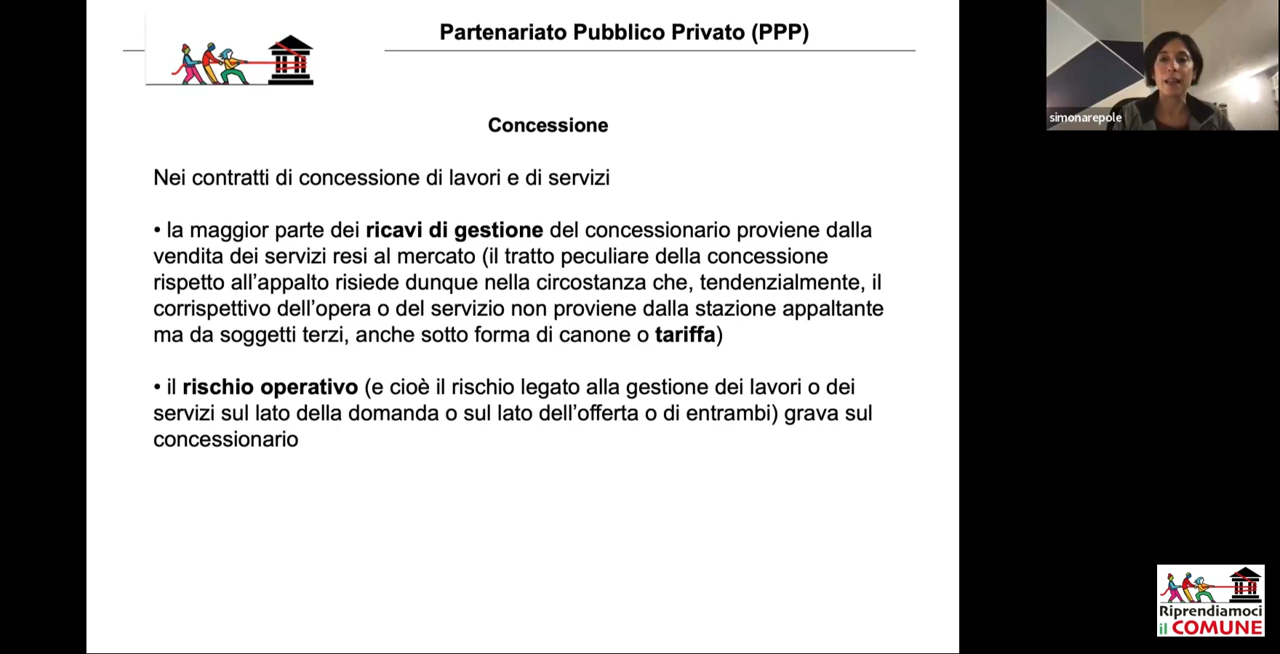 Partenariato Pubblico Privato (PPP)
Concessione
Nei contratti di concessione di lavori e di servizi
• la maggior parte dei ricavi di gestione del concessionario proviene dalla
vendita dei servizi resi al mercato (il tratto peculiare della concessione
rispetto all’appalto risiede dunque nella circostanza che, tendenzialmente, il
corrispettivo dell’opera o del servizio non proviene dalla stazione appaltante
ma da soggetti terzi, anche sotto forma di canone o tariffa)
• il rischio operativo (e cioè il rischio legato alla gestione dei lavori o dei
servizi sul lato della domanda o sul lato dell’offerta o di entrambi) grava sul
concessionario
simonarepole
Riprendiamoci
il COMUNE